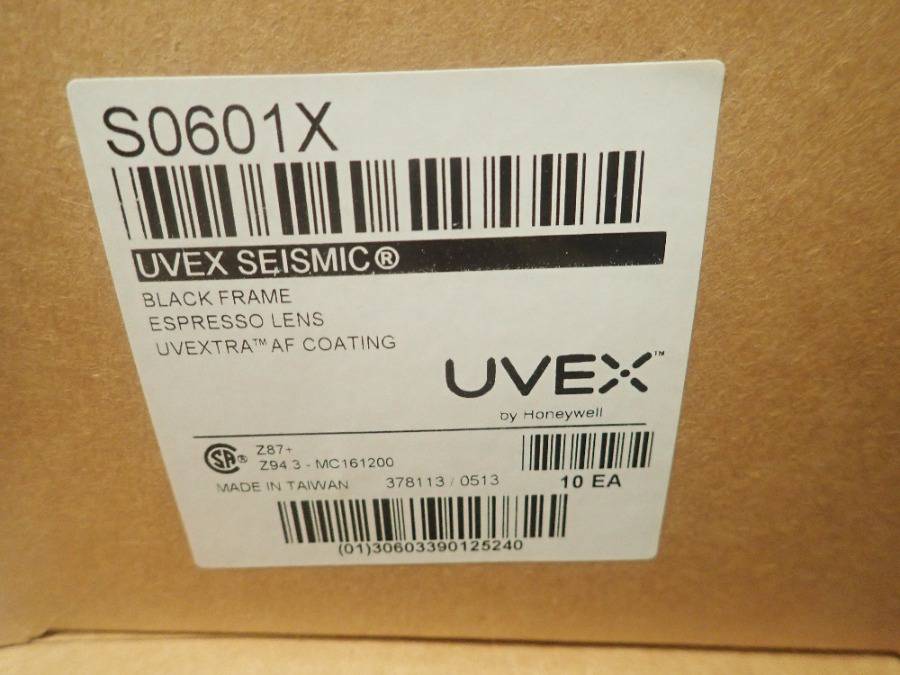 S0601X
UVEX SEISMIC®
BLACK FRAME
ESPRESSO LENS
UVEXTRA™ AF COATING
UVEX™
by Honeywell
SA® Z87+
Z94.3 - MC161200
MADE IN TAIWAN 378113 / 0513 10 EA
(01)30603390125240